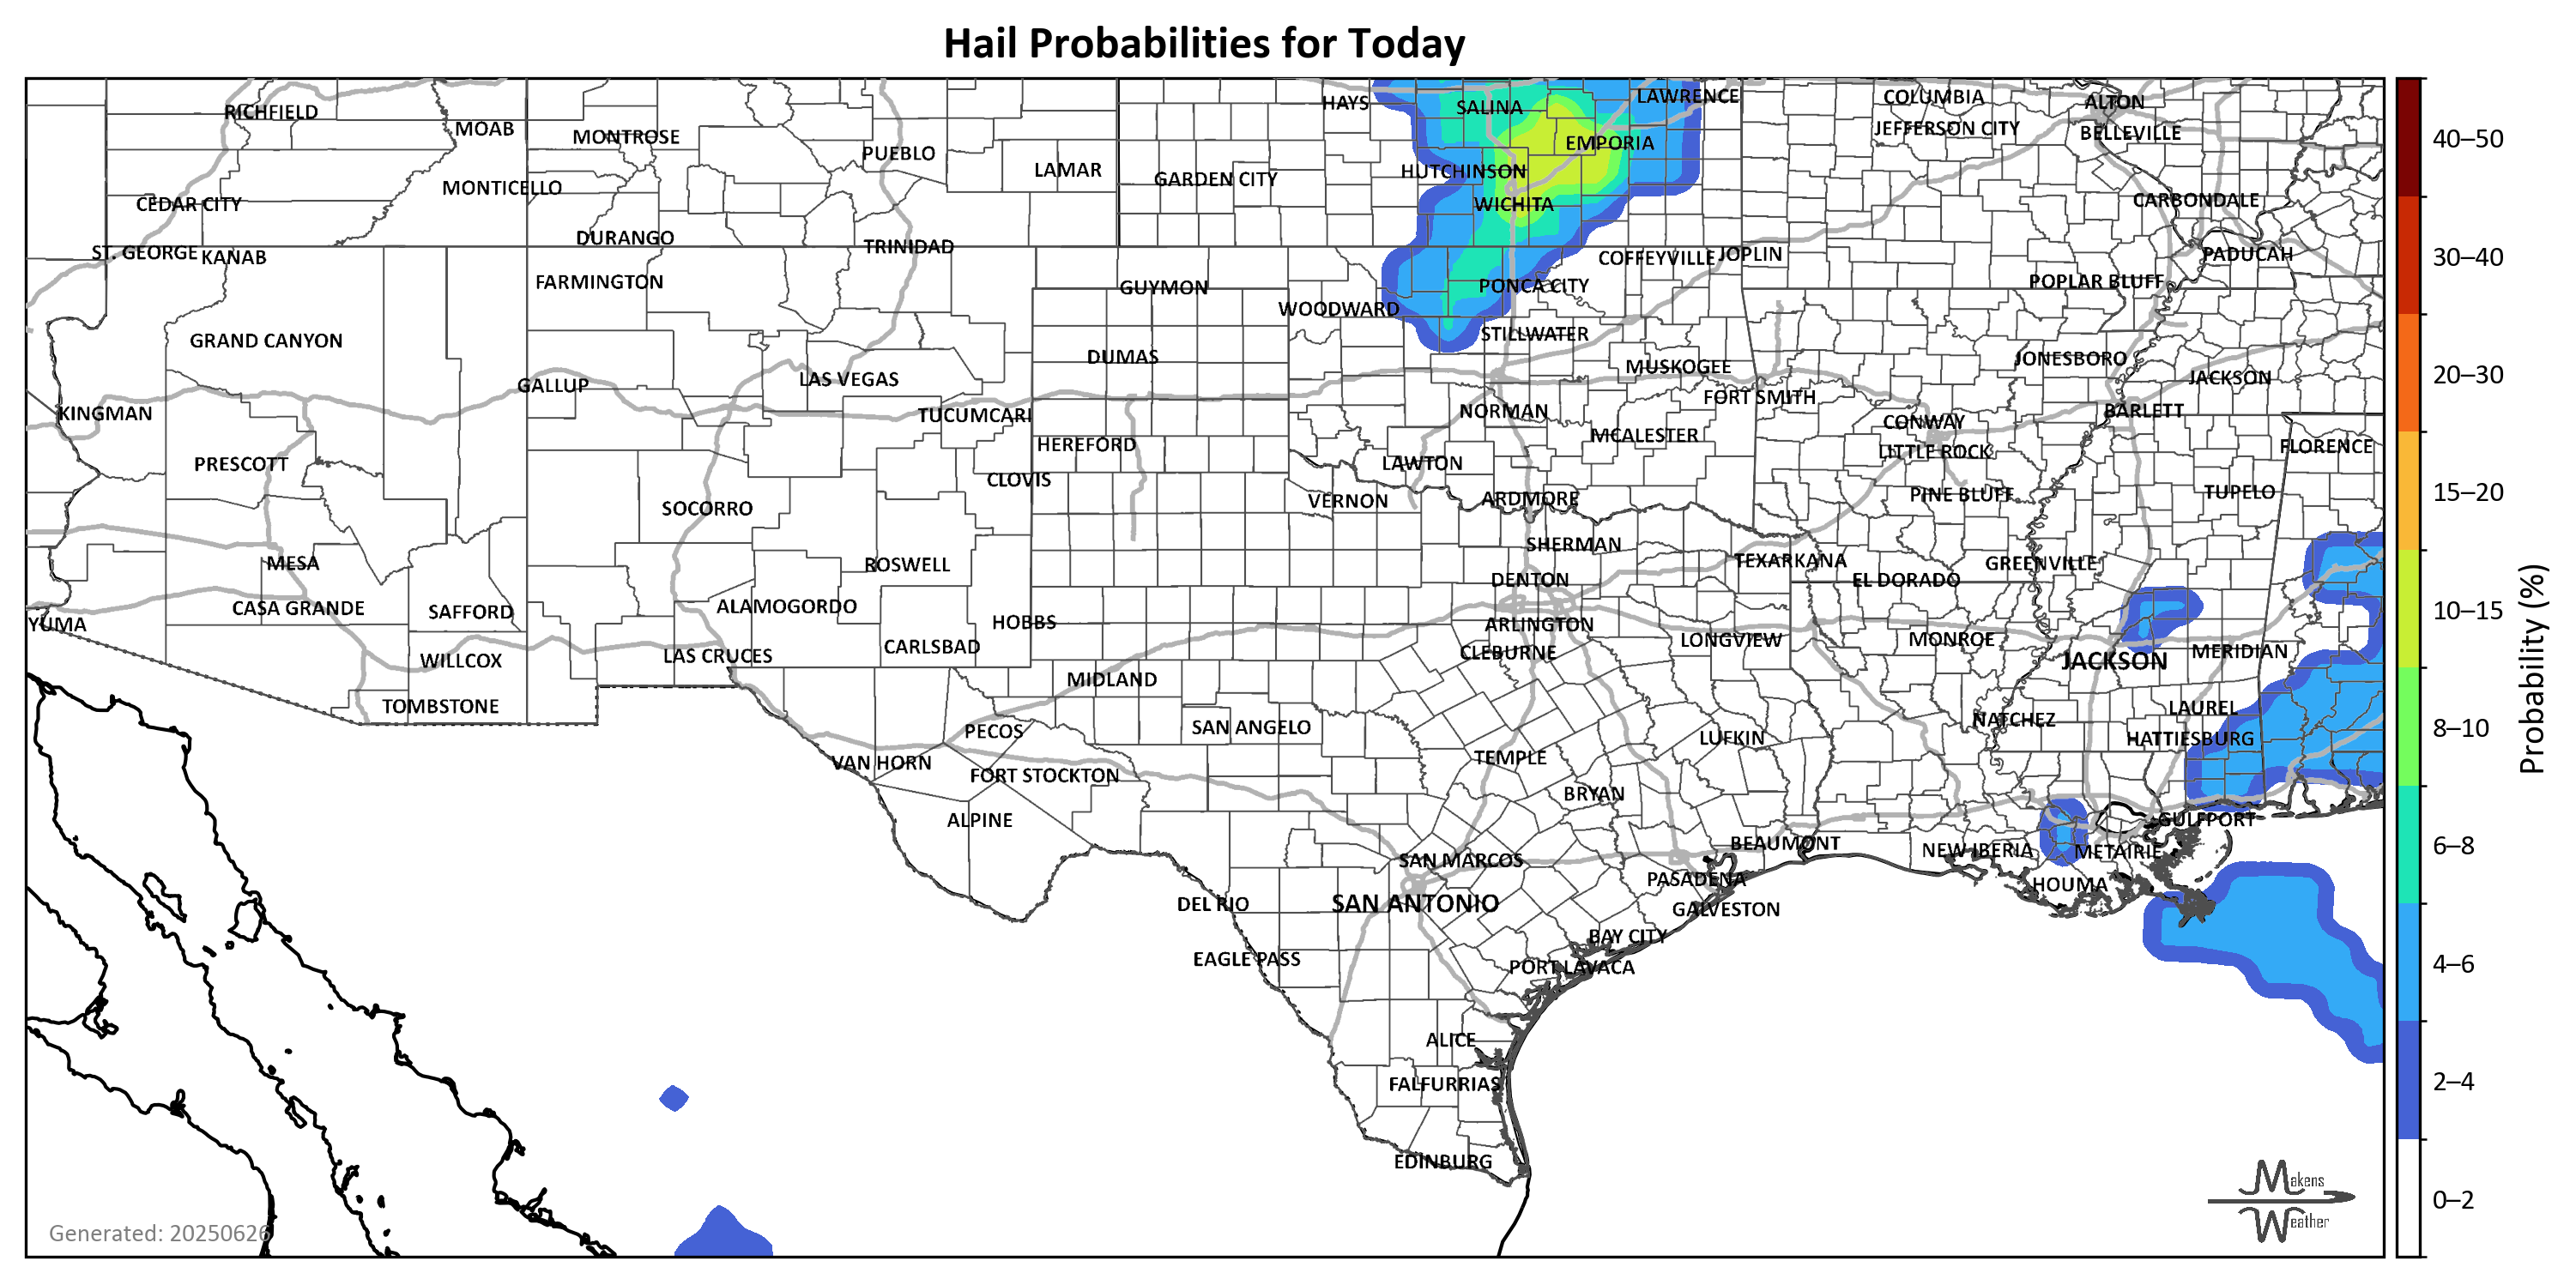 Hail Probabilities for Today
RICHFIELD
MOAB
MONTROSE
PUEBLO
LAMAR
GARDEN CITY
HAYS
SALINA
LAWRENCE
COLUMBIA
ALTON
JEFFERSON CITY
BELLEVILLE
EMPORIA
HUTCHINSON
WICHITA
MONTICELLO
CEDAR CITY
CARBONDALE
DURANGO
TRINIDAD
ST. GEORGE
KANAB
COFFEYVILLE
JOPLIN
PADUCAH
FARMINGTON
GUYMON
PONCA CITY
POPLAR BLUFF
WOODWARD
STILLWATER
GRAND CANYON
DUMAS
JONESBORO
MUSKOGEE
JACKSON
LAS VEGAS
GALLUP
FORT SMITH
KINGMAN
TUCUMCARI
NORMAN
BARLETT
CONWAY
HEREFORD
MCALESTER
LITTLE ROCK
FLORENCE
PRESCOTT
LAWTON
CLOVIS
VERNON
ARDMORE
PINE BLUFF
TUPELO
SOCORRO
SHERMAN
MESA
ROSWELL
TEXARKANA
GREENVILLE
DENTON
EL DORADO
CASA GRANDE
SAFFORD
ALAMOGORDO
HOBBS
ARLINGTON
YUMA
LONGVIEW
MONROE
CARLSBAD
CLEBURNE
MERIDIAN
WILLCOX
LAS CRUCES
JACKSON
MIDLAND
TOMBSTONE
LAUREL
NATCHEZ
SAN ANGELO
PECOS
LUFKIN
HATTIESBURG
TEMPLE
VAN HORN
FORT STOCKTON
BRYAN
ALPINE
GULFPORT
BEAUMONT
NEW IBERIA
METAIRIE
SAN MARCOS
PASADENA
HOUMA
DEL RIO
SAN ANTONIO
GALVESTON
BAY CITY
EAGLE PASS
PORT LAVACA
ALICE
FALFURRIAS
EDINBURG
Generated: 20250626
Makens
Weather
40–50
30–40
20–30
15–20
10–15
8–10
6–8
4–6
2–4
0–2
Probability (%)